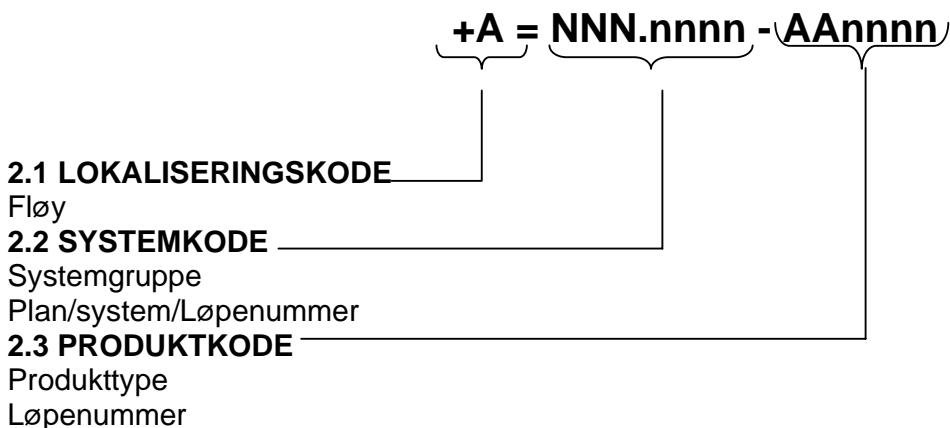 +A = NNN.nnnn - AAnnnn
2.1 LOKALISERINGSKODE
Fløy
2.2 SYSTEMKODE
Systemgruppe
Plan/system/Løpenummer
2.3 PRODUKTKODE
Produkttype
Løpenummer